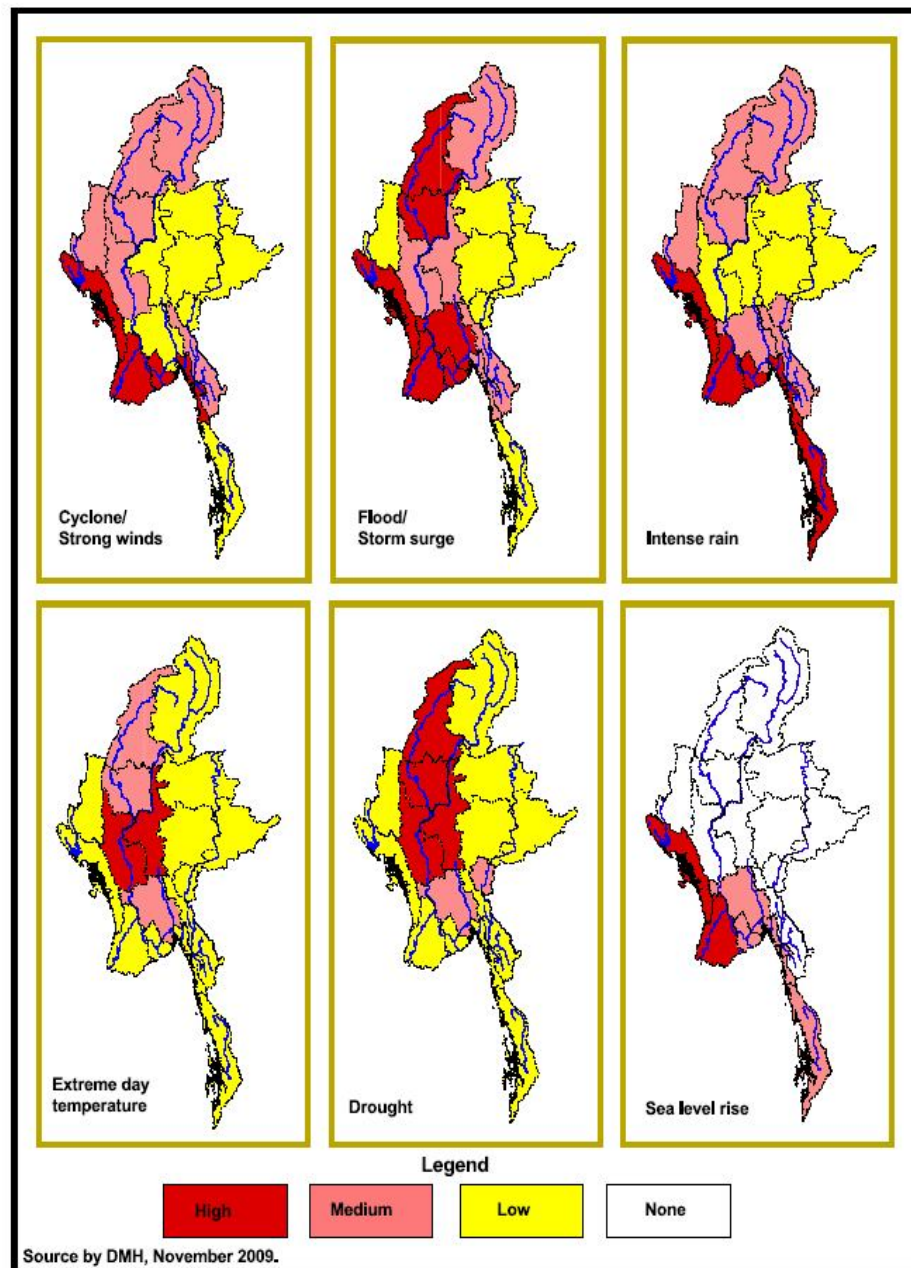 Cyclone/
Strong winds
Flood/
Storm surge
Intense rain
Extreme day
temperature
Drought
Sea level rise
Legend
High
Medium
Low
None
Source by DMH, November 2009.